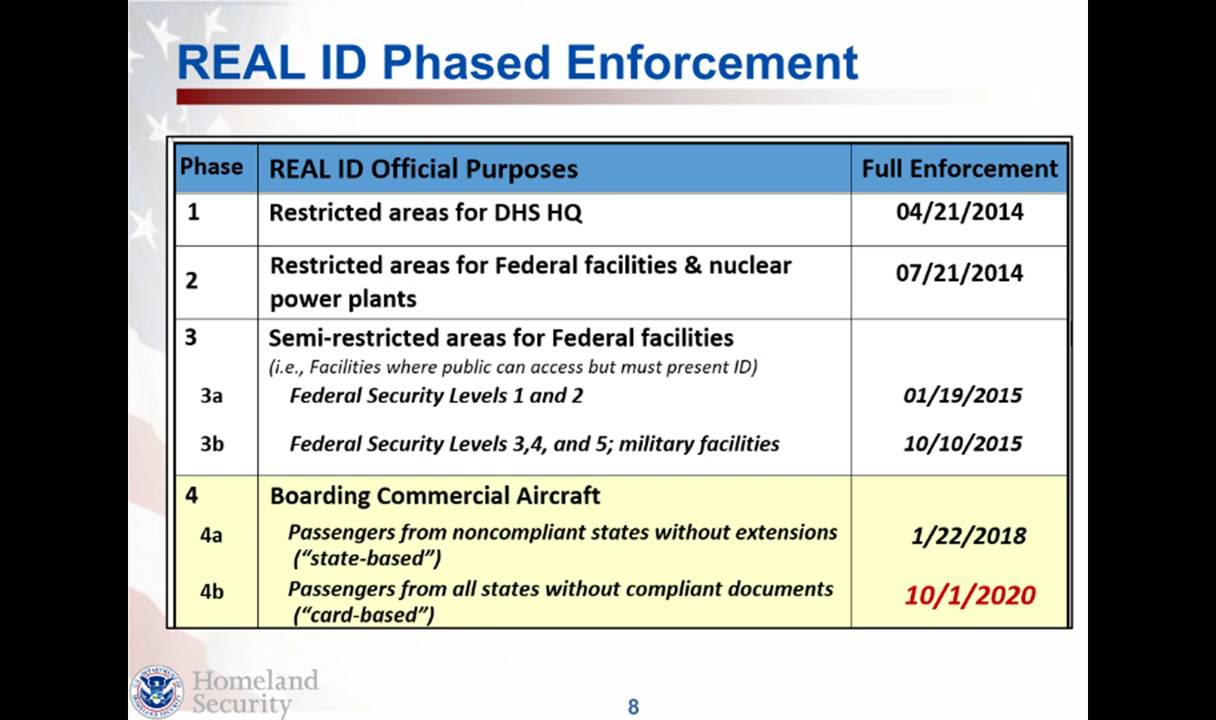 REAL ID Phased Enforcement
Phase REAL ID Official Purposes Full Enforcement
1 Restricted areas for DHS HQ 04/21/2014
2 Restricted areas for Federal facilities & nuclear power plants 07/21/2014
3 Semi-restricted areas for Federal facilities
(i.e., Facilities where public can access but must present ID)
3a Federal Security Levels 1 and 2 01/19/2015
3b Federal Security Levels 3,4, and 5; military facilities 10/10/2015
4 Boarding Commercial Aircraft
4a Passengers from noncompliant states without extensions 1/22/2018
("state-based")
4b Passengers from all states without compliant documents 10/1/2020
("card-based")
Homeland
Security
8